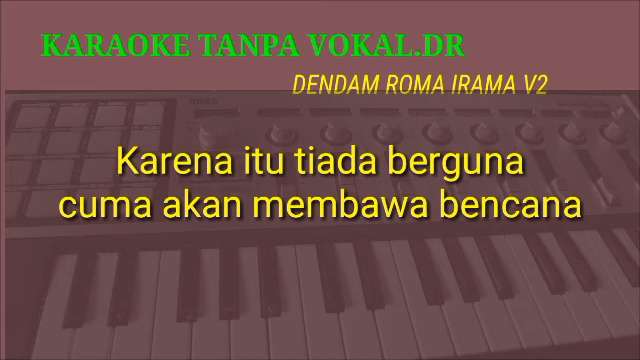 KARAOKE TANPA VOKAL.DR
DENDAM ROMA IRAMA V2
Karena itu tiada berguna
cuma akan membawa bencana